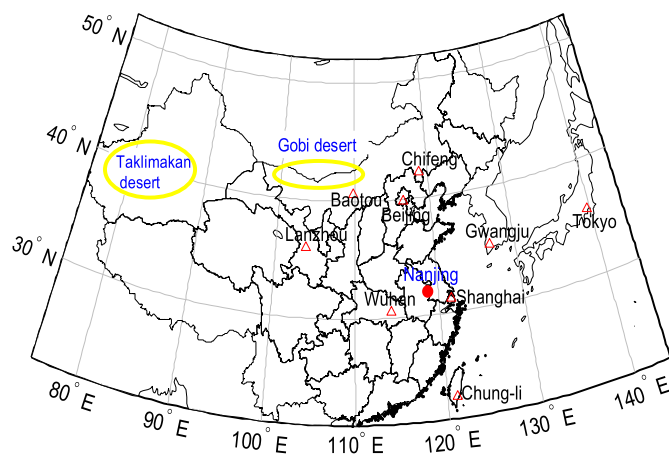 50° N
40° N
30° N
Gobi desert
Taklimakan
desert
Chifeng
Baotou
Beijing
Lanzhou
Gwangju
Tokyo
Nanjing
Wuhan
Shanghai
Chung-li
80° E
90° E
100° E
110° E
120° E
130° E
140° E